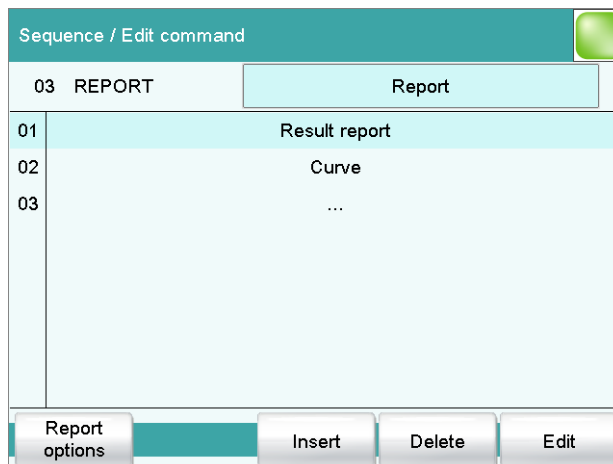 Sequence / Edit command
03 REPORT Report
01 Result report
02 Curve
03 ...
Report
options
Insert Delete Edit